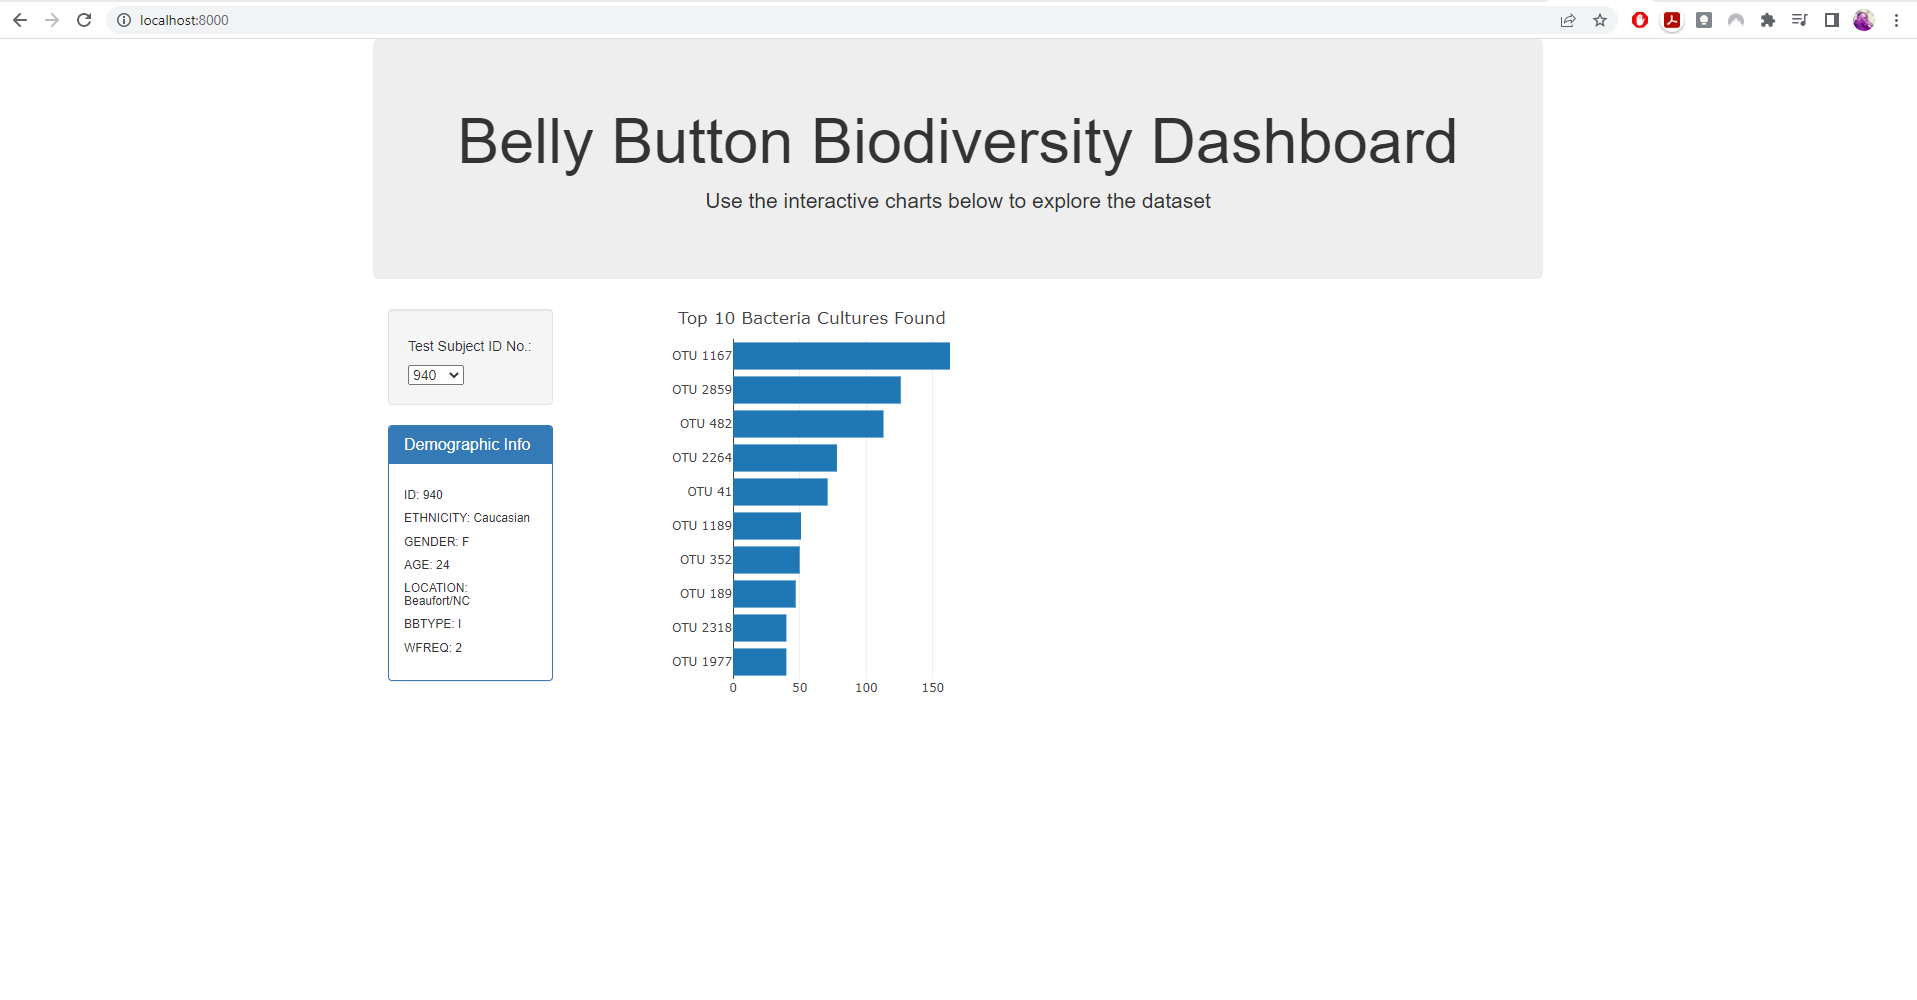 localhost:8000
Belly Button Biodiversity Dashboard
Use the interactive charts below to explore the dataset
Test Subject ID No.:
940
Demographic Info
ID: 940
ETHNICITY: Caucasian
GENDER: F
AGE: 24
LOCATION:
Beaufort/NC
BBTYPE: I
WFREQ: 2
Top 10 Bacteria Cultures Found
OTU 1167
OTU 2859
OTU 482
OTU 2264
OTU 41
OTU 1189
OTU 352
OTU 189
OTU 2318
OTU 1977
0 50 100 150